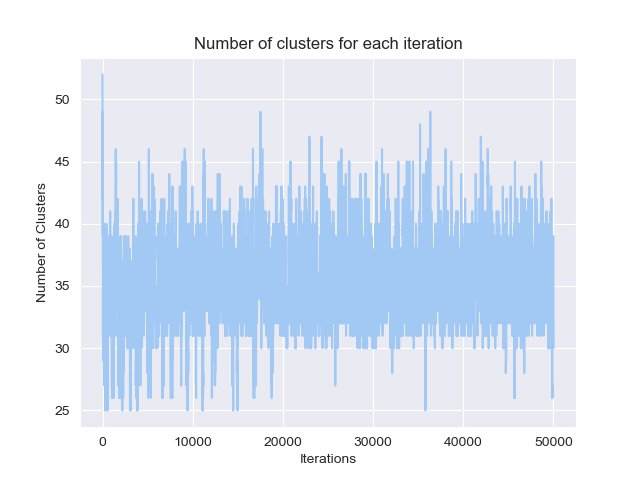 Number of clusters for each iteration
50
45
40
35
30
25
Number of Clusters
0 10000 20000 30000 40000 50000
Iterations